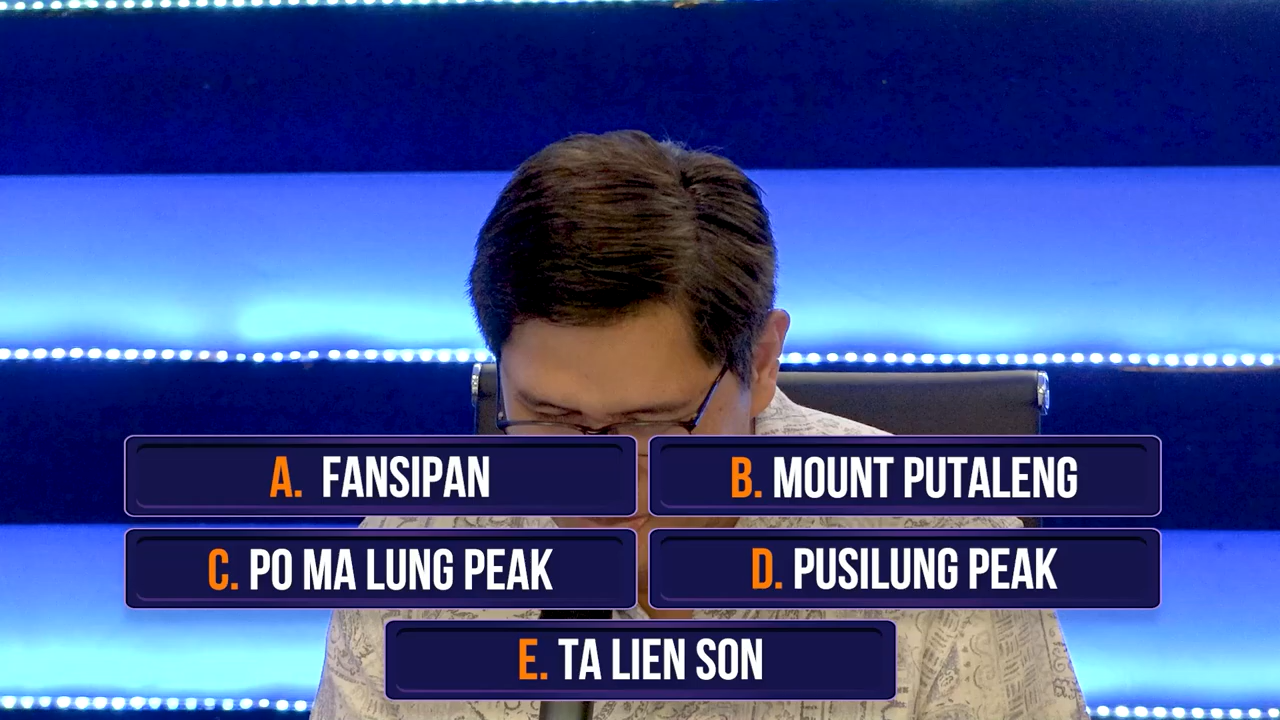 A. FANSIPAN
B. MOUNT PUTALENG
C. PO MA LUNG PEAK
D. PUSILUNG PEAK
E. TA LIEN SON